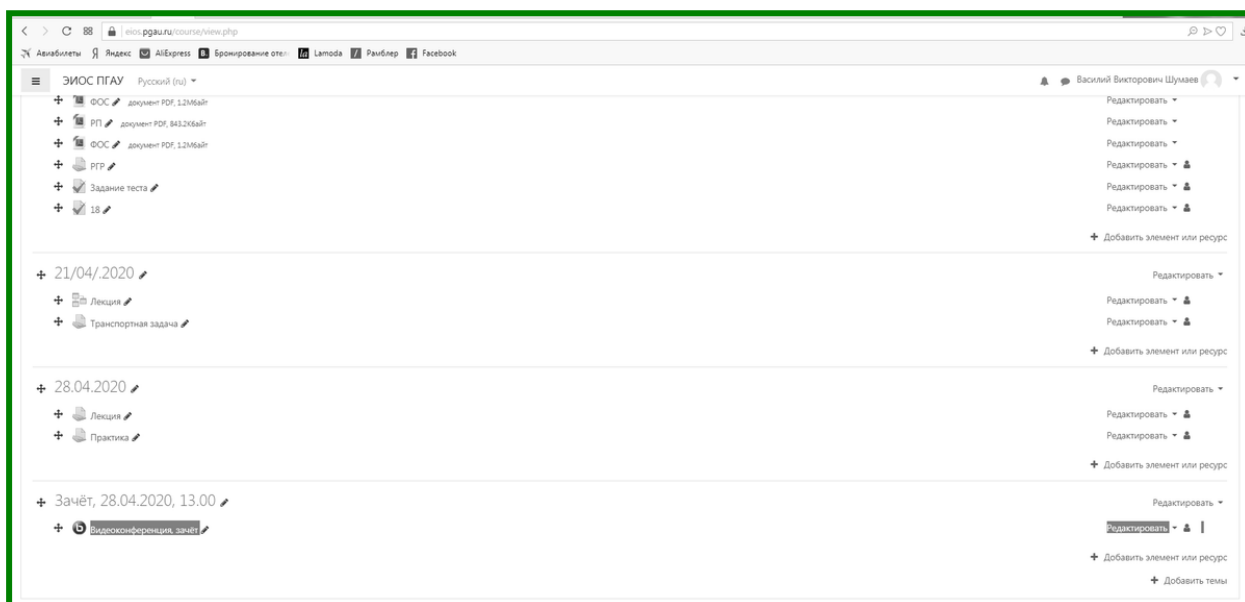 eios.pgau.ru/course/view.php
Авиабилеты Яндекс AliExpress Бронирование отел Lamoda Рамблер Facebook
ЭИОС ПГАУ Русский (ru) Василий Викторович Шумаев
ФОС документ PDF, 1.2Мбайт Редактировать
РП документ PDF, 843.2Кбайт Редактировать
ФОС документ PDF, 1.2Мбайт Редактировать
РГР Редактировать
Задание теста Редактировать
18 Редактировать
+ Добавить элемент или ресурс
21/04/.2020 Редактировать
Лекция Редактировать
Транспортная задача Редактировать
+ Добавить элемент или ресурс
28.04.2020 Редактировать
Лекция Редактировать
Практика Редактировать
+ Добавить элемент или ресурс
Зачёт, 28.04.2020, 13.00 Редактировать
Видеоконференция, зачёт Редактировать
+ Добавить элемент или ресурс
+ Добавить темы